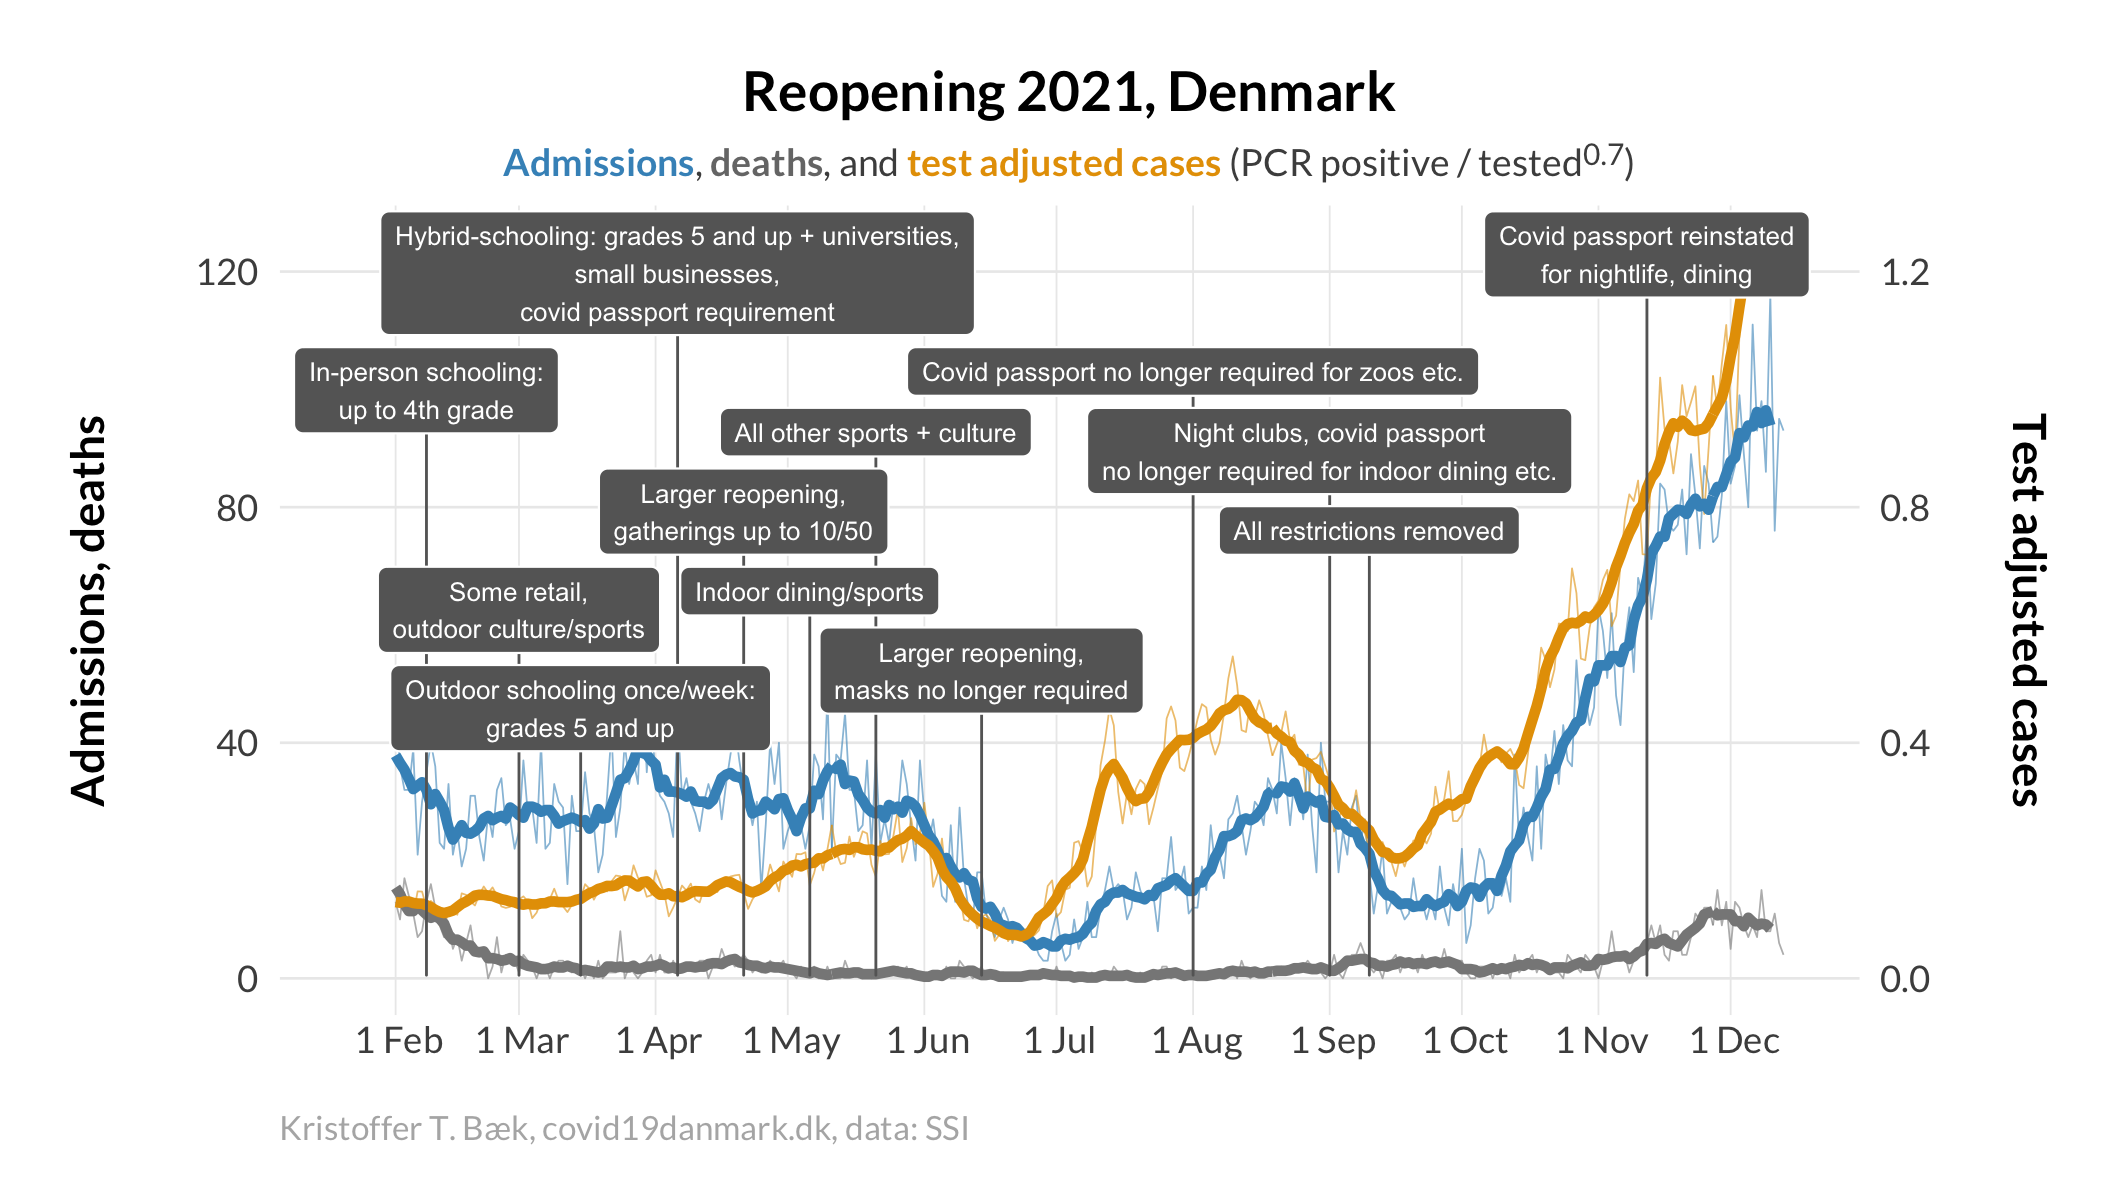 Reopening 2021, Denmark
Admissions, deaths, and test adjusted cases (PCR positive / tested^0.7)
Hybrid-schooling: grades 5 and up + universities,
small businesses,
covid passport requirement
Covid passport reinstated
for nightlife, dining
In-person schooling:
up to 4th grade
Covid passport no longer required for zoos etc.
All other sports + culture
Night clubs, covid passport
no longer required for indoor dining etc.
Larger reopening,
gatherings up to 10/50
All restrictions removed
Some retail,
outdoor culture/sports
Indoor dining/sports
Larger reopening,
masks no longer required
Outdoor schooling once/week:
grades 5 and up
Admissions, deaths
120
80
40
0
1.2
0.8
0.4
0.0
Test adjusted cases
1 Feb 1 Mar 1 Apr 1 May 1 Jun 1 Jul 1 Aug 1 Sep 1 Oct 1 Nov 1 Dec
Kristoffer T. Bæk, covid19danmark.dk, data: SSI